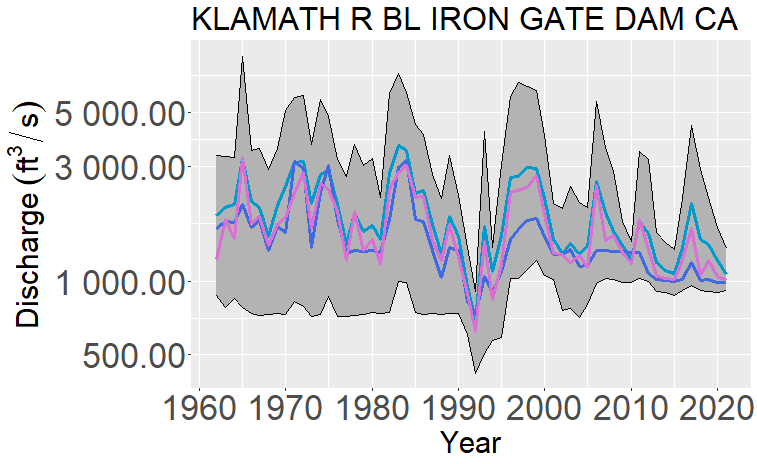 KLAMATH R BL IRON GATE DAM CA
Discharge (ft³/s)
5 000.00
3 000.00
1 000.00
500.00
1960 1970 1980 1990 2000 2010 2020
Year